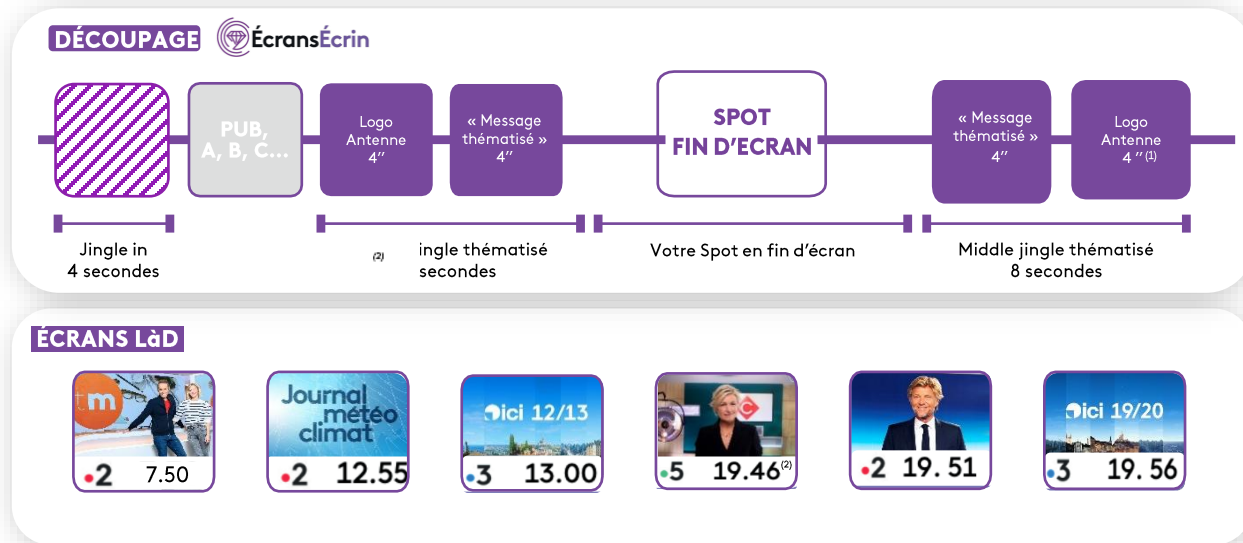 DÉCOUPAGE
ÉcransÉcrin
PUB,
A, B, C...
Logo
Antenne
4’’
« Message
thématisé »
4’’
SPOT
FIN D’ECRAN
« Message
thématisé »
4’’
Logo
Antenne
4 ’’ (1)
Jingle in
4 secondes
(2)
ingle thématisé
secondes
Votre Spot en fin d’écran
Middle jingle thématisé
8 secondes
ÉCRANS LàD
tm
2 7.50
Journal
météo
climat
2 12.55
ici 12/13
3 13.00
C
5 19.46(2)
2 19. 51
ici 19/20
3 19. 56